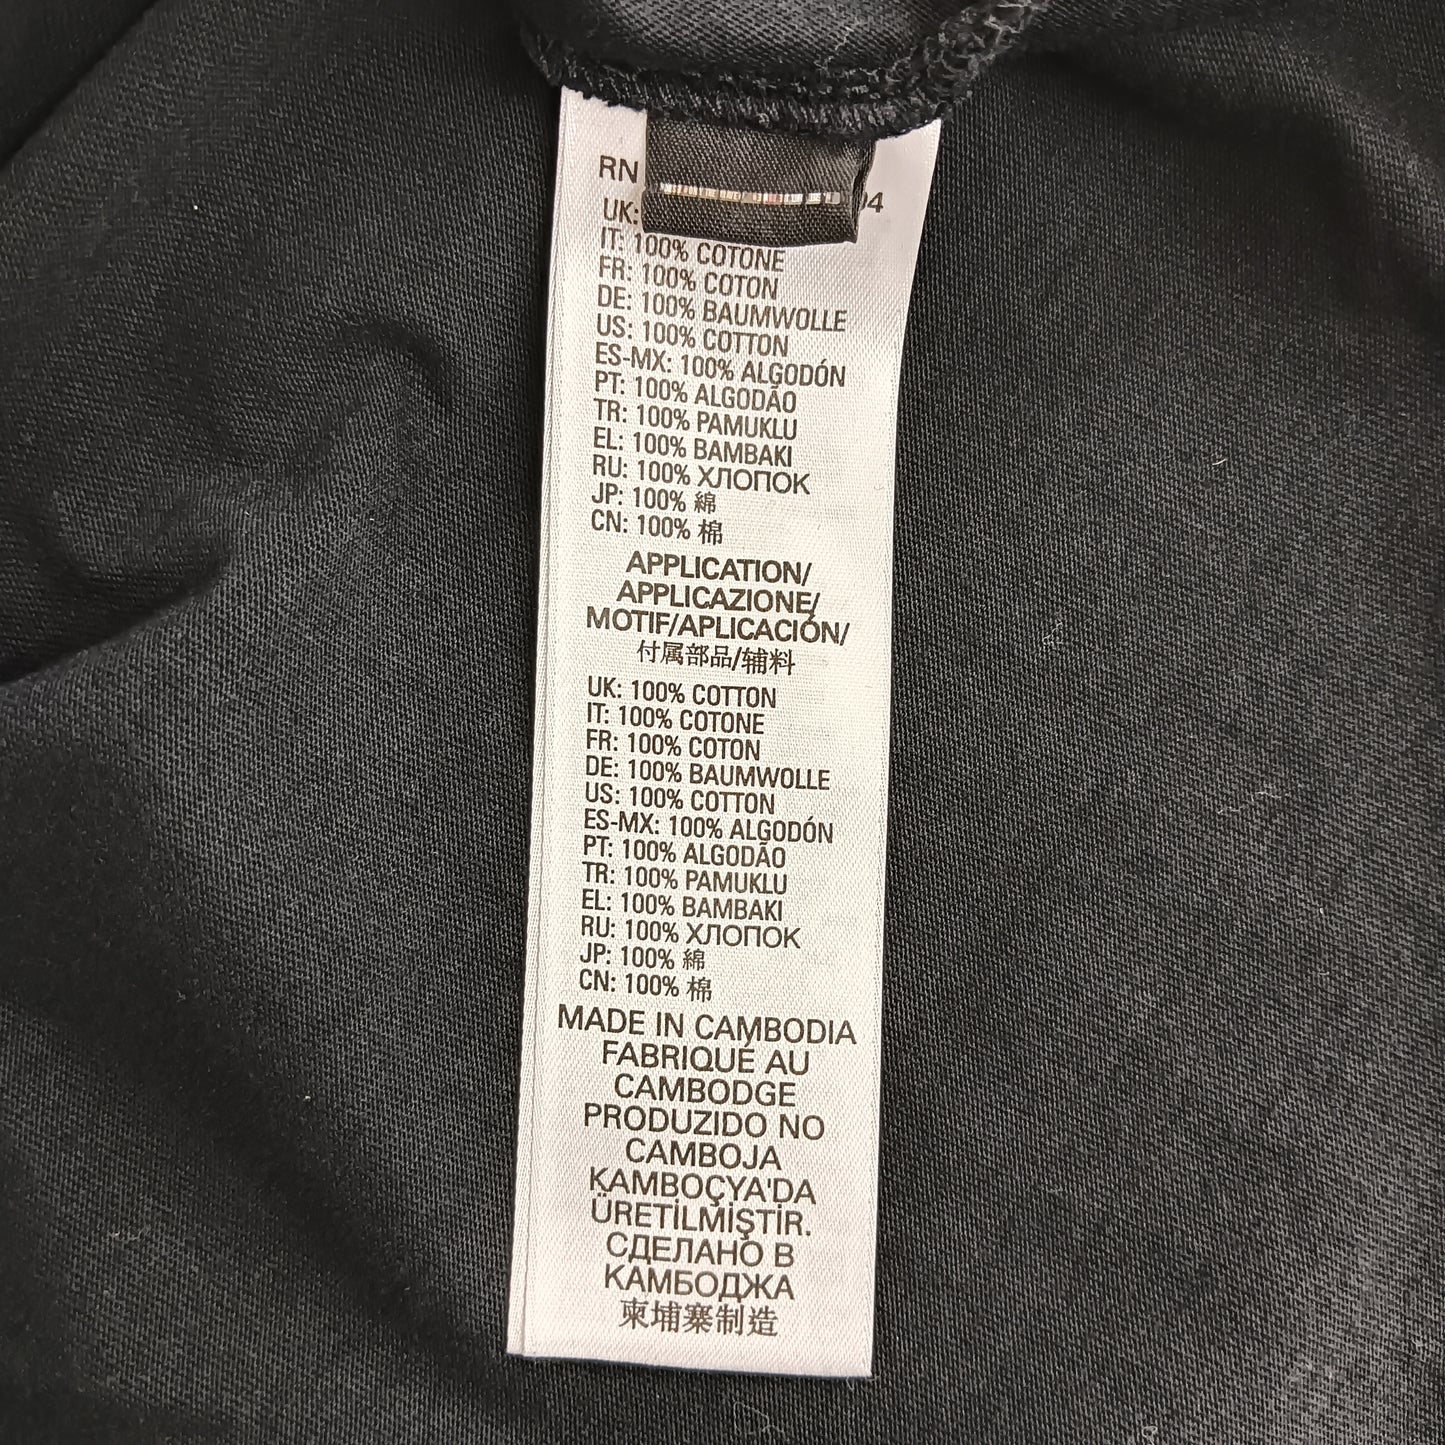 RN
UK:
IT: 100% COTONE
FR: 100% COTON
DE: 100% BAUMWOLLE
US: 100% COTTON
ES-MX: 100% ALGODÓN
PT: 100% ALGODÃO
TR: 100% PAMUKLU
EL: 100% BAMBAKI
RU: 100% ХЛОПОК
JP: 100% 綿
CN: 100% 棉
APPLICATION/
APPLICAZIONE/
MOTIF/APLICACIÓN/
付属部品/辅料
UK: 100% COTTON
IT: 100% COTONE
FR: 100% COTON
DE: 100% BAUMWOLLE
US: 100% COTTON
ES-MX: 100% ALGODÓN
PT: 100% ALGODÃO
TR: 100% PAMUKLU
EL: 100% BAMBAKI
RU: 100% ХЛОПОК
JP: 100% 綿
CN: 100% 棉
MADE IN CAMBODIA
FABRIQUÉ AU
CAMBODGE
PRODUZIDO NO
CAMBOJA
KAMBOÇYA'DA
ÜRETİLMİŞTİR.
СДЕЛАНО В
КАМБОДЖА
柬埔寨制造